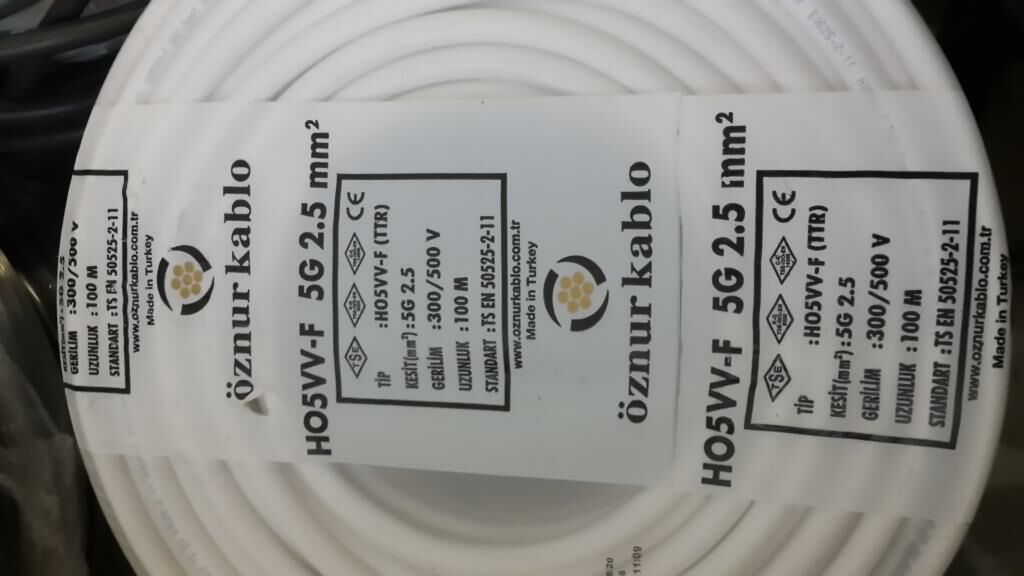 GERİLİM :300/500 V
UZUNLUK :100 M
STANDART :TS EN 50525-2-11
www.oznurkablo.com.tr
Made in Turkey
öznur kablo
HO5VV-F 5G 2.5 mm²
TSE
CE
TİP :HO5VV-F (TTR)
KESİT(mm²):5G 2.5
GERİLİM :300/500 V
UZUNLUK :100 M
STANDART :TS EN 50525-2-11
www.oznurkablo.com.tr
Made in Turkey
öznur kablo
HO5VV-F 5G 2.5 mm²
TSE
CE
TİP :HO5VV-F (TTR)
KESİT(mm²):5G 2.5
GERİLİM :300/500 V
UZUNLUK :100 M
STANDART :TS EN 50525-2-11
www.oznurkablo.com.tr
Made in Turkey
11:09